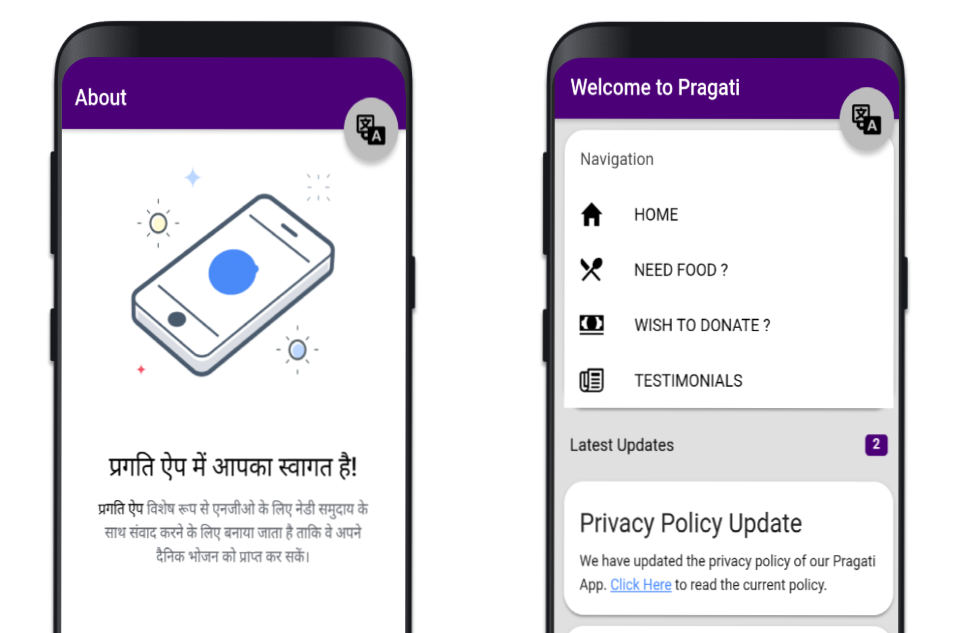 About
प्रगति ऐप में आपका स्वागत है!
प्रगति ऐप विशेष रूप से एनजीओ के लिए नेडी समुदाय के
साथ संवाद करने के लिए बनाया जाता है ताकि वे अपने
दैनिक भोजन को प्राप्त कर सकें।
Welcome to Pragati
Navigation
HOME
NEED FOOD ?
WISH TO DONATE ?
TESTIMONIALS
Latest Updates 2
Privacy Policy Update
We have updated the privacy policy of our Pragati
App. Click Here to read the current policy.